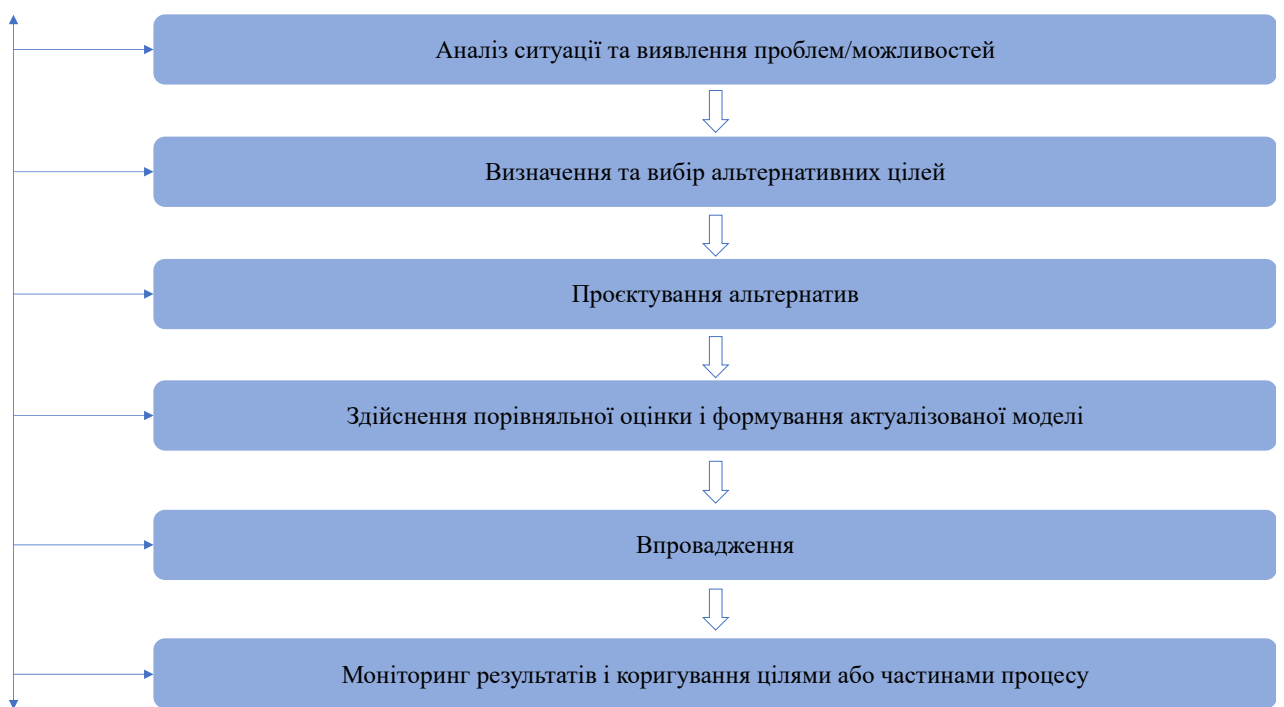 Аналіз ситуації та виявлення проблем/можливостей
Визначення та вибір альтернативних цілей
Проєктування альтернатив
Здійснення порівняльної оцінки і формування актуалізованої моделі
Впровадження
Моніторинг результатів і коригування цілями або частинами процесу